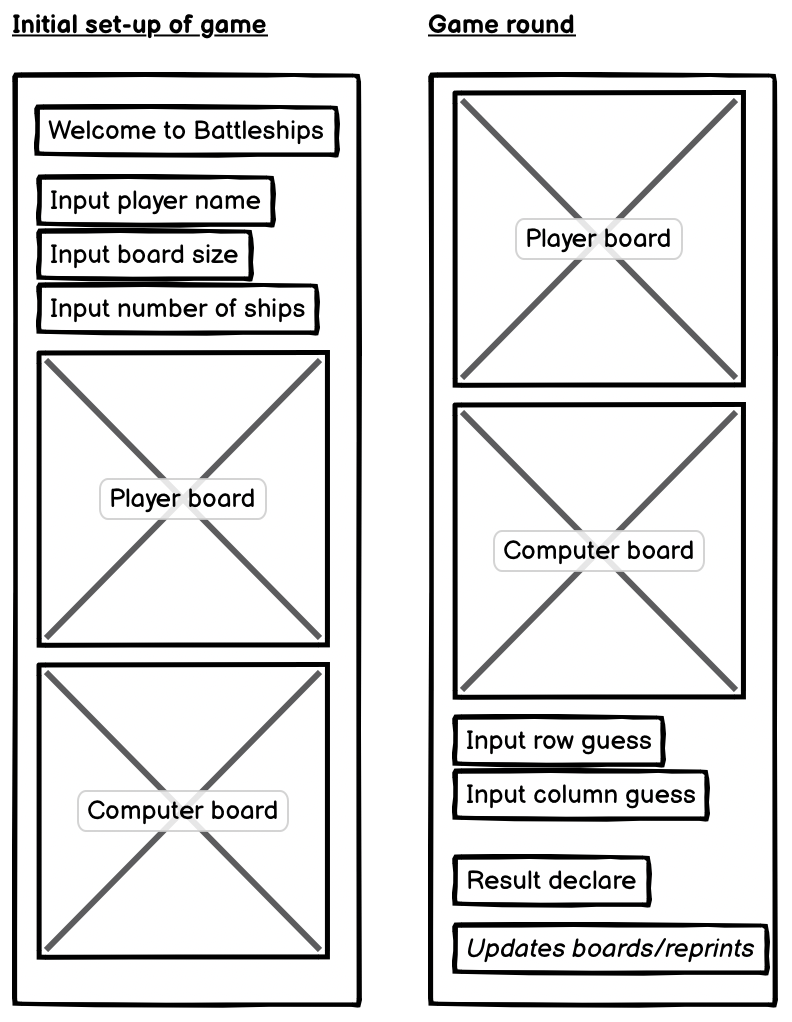 Initial set-up of game
Welcome to Battleships
Input player name
Input board size
Input number of ships
Player board
Computer board
Game round
Player board
Computer board
Input row guess
Input column guess
Result declare
Updates boards/reprints